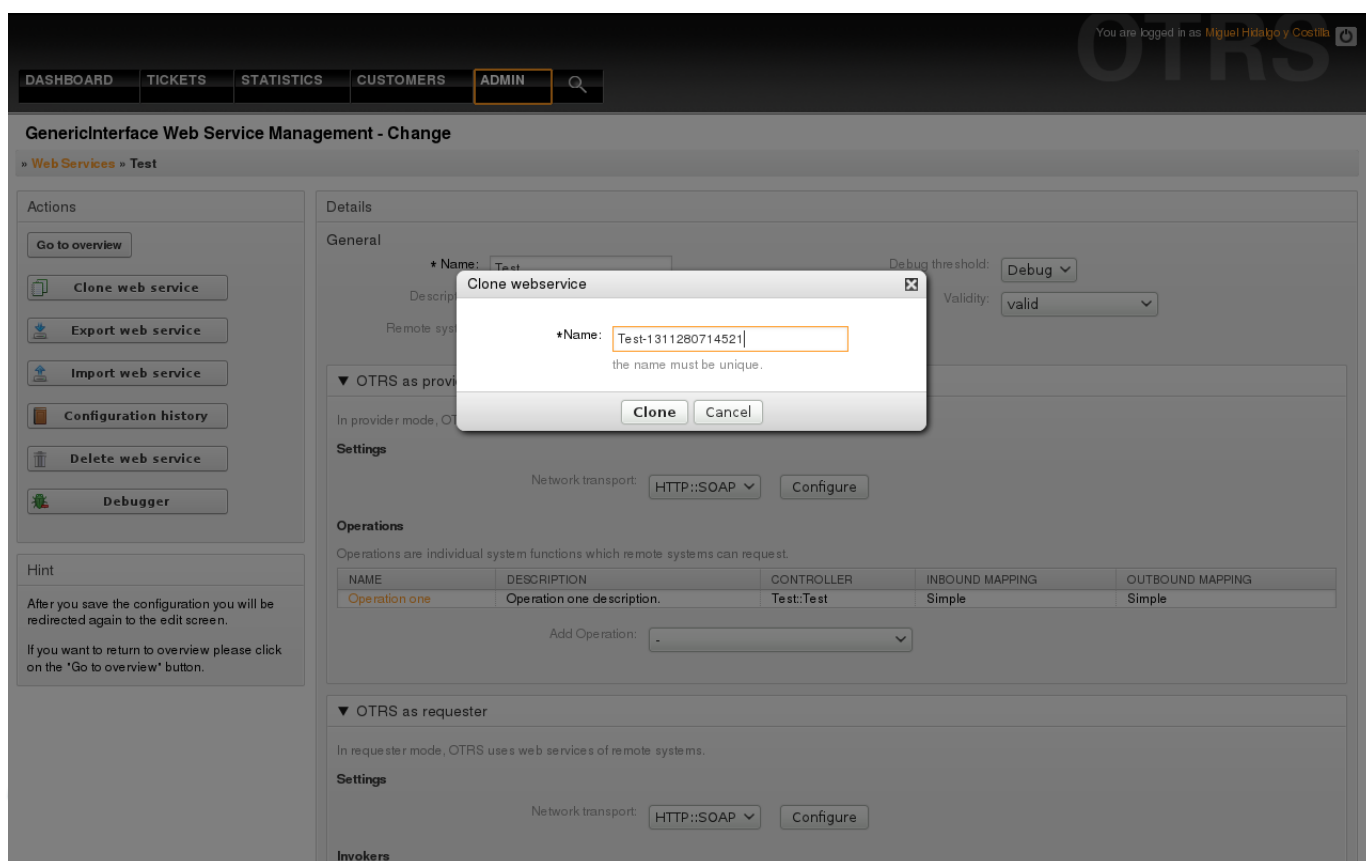 OTRS
You are logged in as Miguel Hidalgo y Costilla
DASHBOARD TICKETS STATISTICS CUSTOMERS ADMIN
GenericInterface Web Service Management - Change
» Web Services » Test
Actions
Go to overview
Clone web service
Export web service
Import web service
Configuration history
Delete web service
Debugger
Hint
After you save the configuration you will be
redirected again to the edit screen.
If you want to return to overview please click
on the "Go to overview" button.
Details
General
* Name: Test
Debug threshold: Debug
Descrip
Validity: valid
Remote syst
Clone webservice
*Name: Test-1311280714521
the name must be unique.
Clone Cancel
▼ OTRS as provi
In provider mode, OT
Settings
Network transport: HTTP::SOAP Configure
Operations
Operations are individual system functions which remote systems can request.
NAME DESCRIPTION CONTROLLER INBOUND MAPPING OUTBOUND MAPPING
Operation one Operation one description. Test::Test Simple Simple
Add Operation: -
▼ OTRS as requester
In requester mode, OTRS uses web services of remote systems.
Settings
Network transport: HTTP::SOAP Configure
Invokers